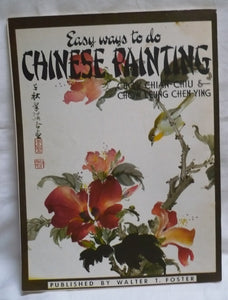 Easy ways to do
CHINESE PAINTING
CHOW CHIAN-CHIU &
CHOW LEUNG CHEN-YING
PUBLISHED BY WALTER T. FOSTER